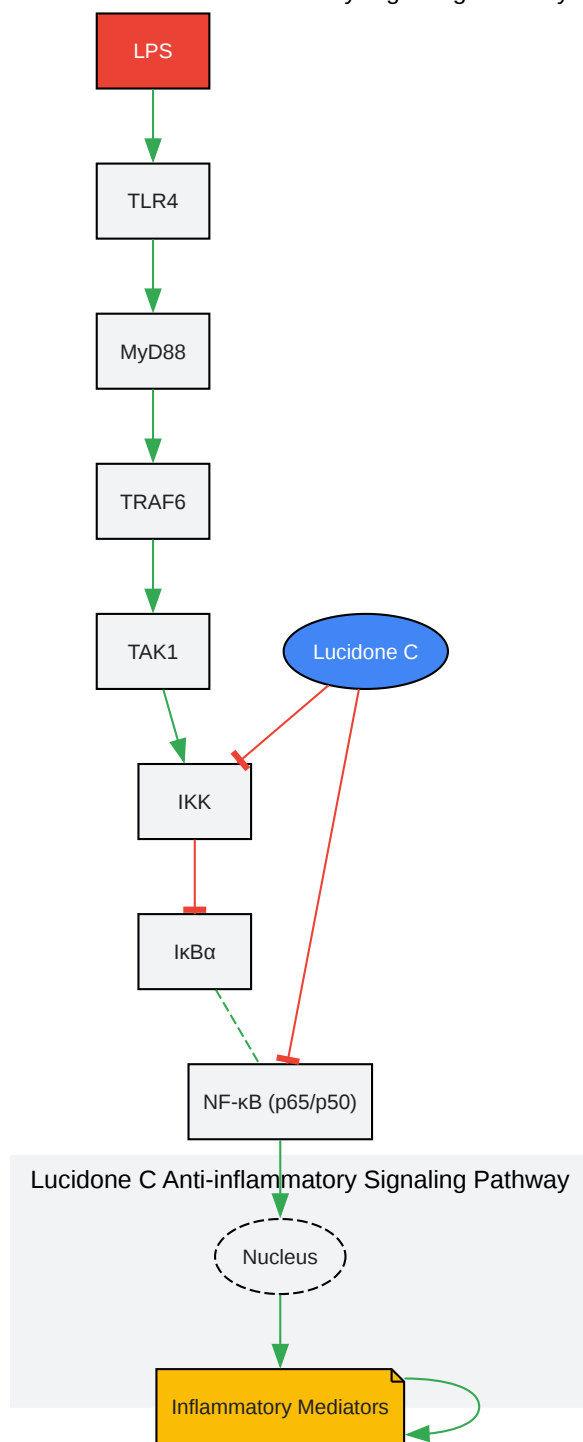 LPS
TLR4
MyD88
TRAF6
TAK1
Lucidone C
IKK
IκBα
NF-κB (p65/p50)
Lucidone C Anti-inflammatory Signaling Pathway
Nucleus
Inflammatory Mediators